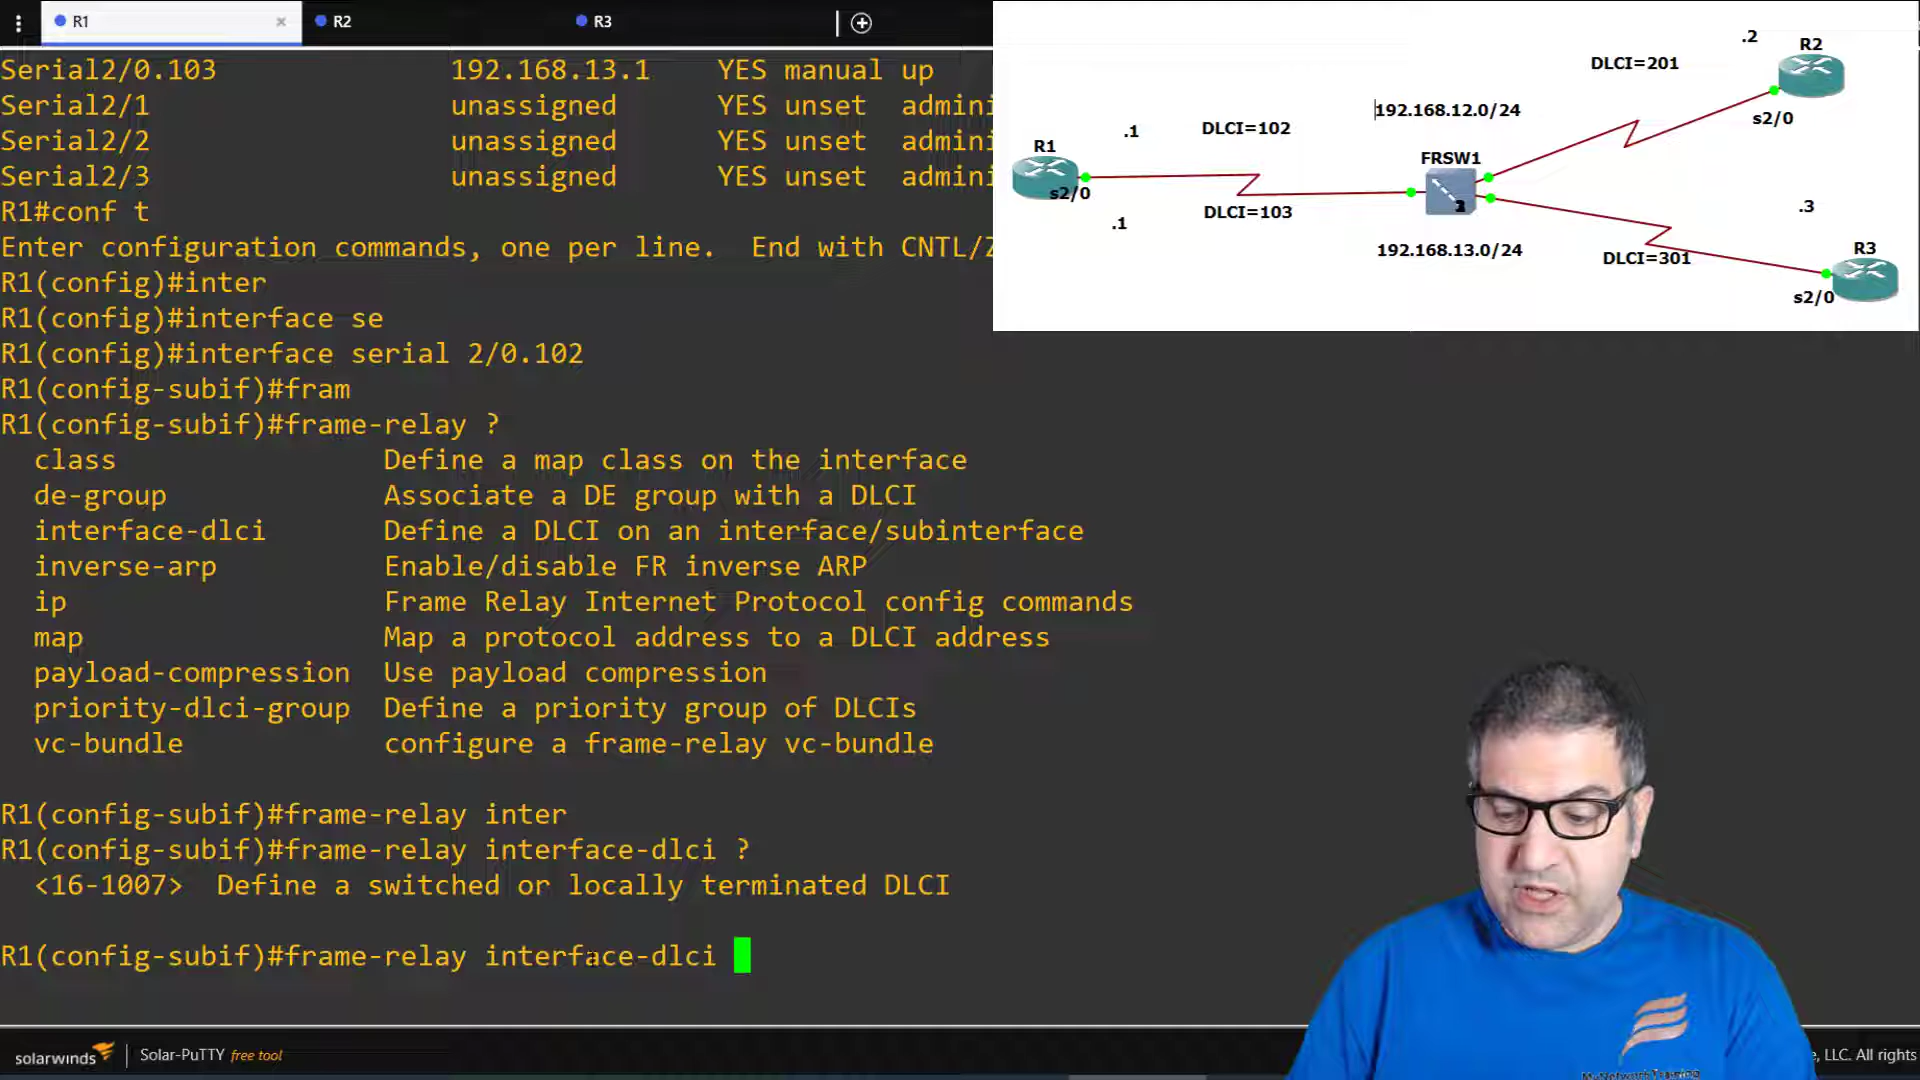 R1
R2
R3
Serial2/0.103 192.168.13.1 YES manual up
Serial2/1 unassigned YES unset admini
Serial2/2 unassigned YES unset admini
Serial2/3 unassigned YES unset admini
R1#conf t
Enter configuration commands, one per line. End with CNTL/Z
R1(config)#inter
R1(config)#interface se
R1(config)#interface serial 2/0.102
R1(config-subif)#fram
R1(config-subif)#frame-relay ?
class Define a map class on the interface
de-group Associate a DE group with a DLCI
interface-dlci Define a DLCI on an interface/subinterface
inverse-arp Enable/disable FR inverse ARP
ip Frame Relay Internet Protocol config commands
map Map a protocol address to a DLCI address
payload-compression Use payload compression
priority-dlci-group Define a priority group of DLCIs
vc-bundle configure a frame-relay vc-bundle
R1(config-subif)#frame-relay inter
R1(config-subif)#frame-relay interface-dlci ?
<16-1007> Define a switched or locally terminated DLCI
R1(config-subif)#frame-relay interface-dlci
.2
R2
DLCI=201
192.168.12.0/24
s2/0
.1
DLCI=102
R1
FRSW1
s2/0
DLCI=103
.1
.3
192.168.13.0/24
DLCI=301
R3
s2/0
solarwinds
Solar-PuTTY free tool
, LLC. All rights
MyNetworkTraining